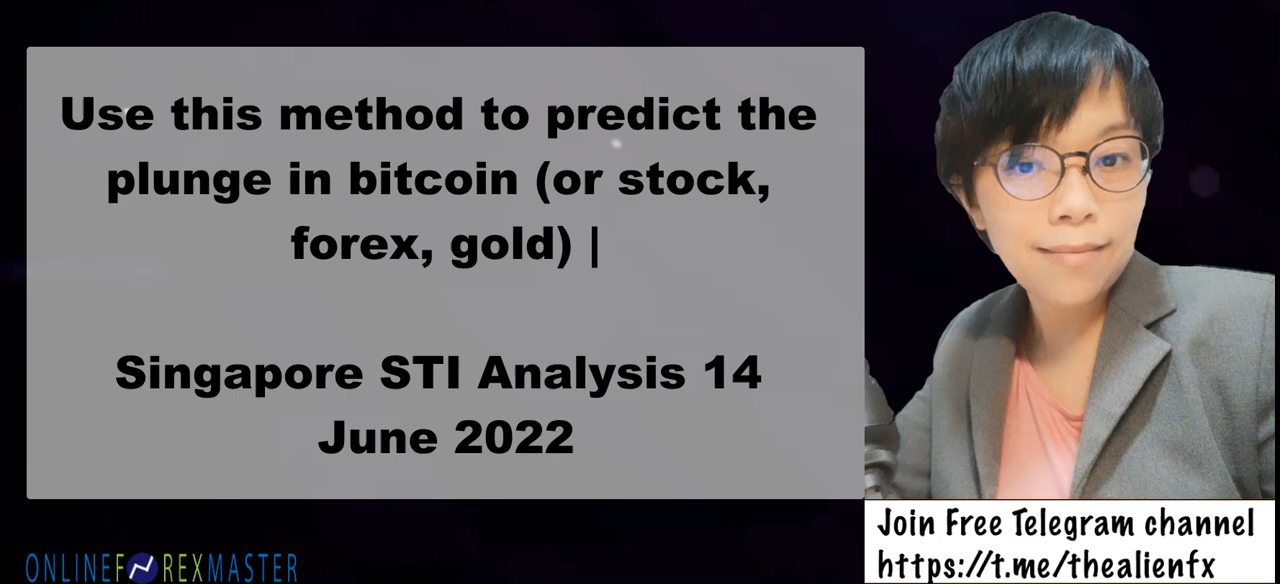 Use this method to predict the
plunge in bitcoin (or stock,
forex, gold) |
Singapore STI Analysis 14
June 2022
Join Free Telegram channel
https://t.me/thealienfx
ONLINEFOREXMASTER